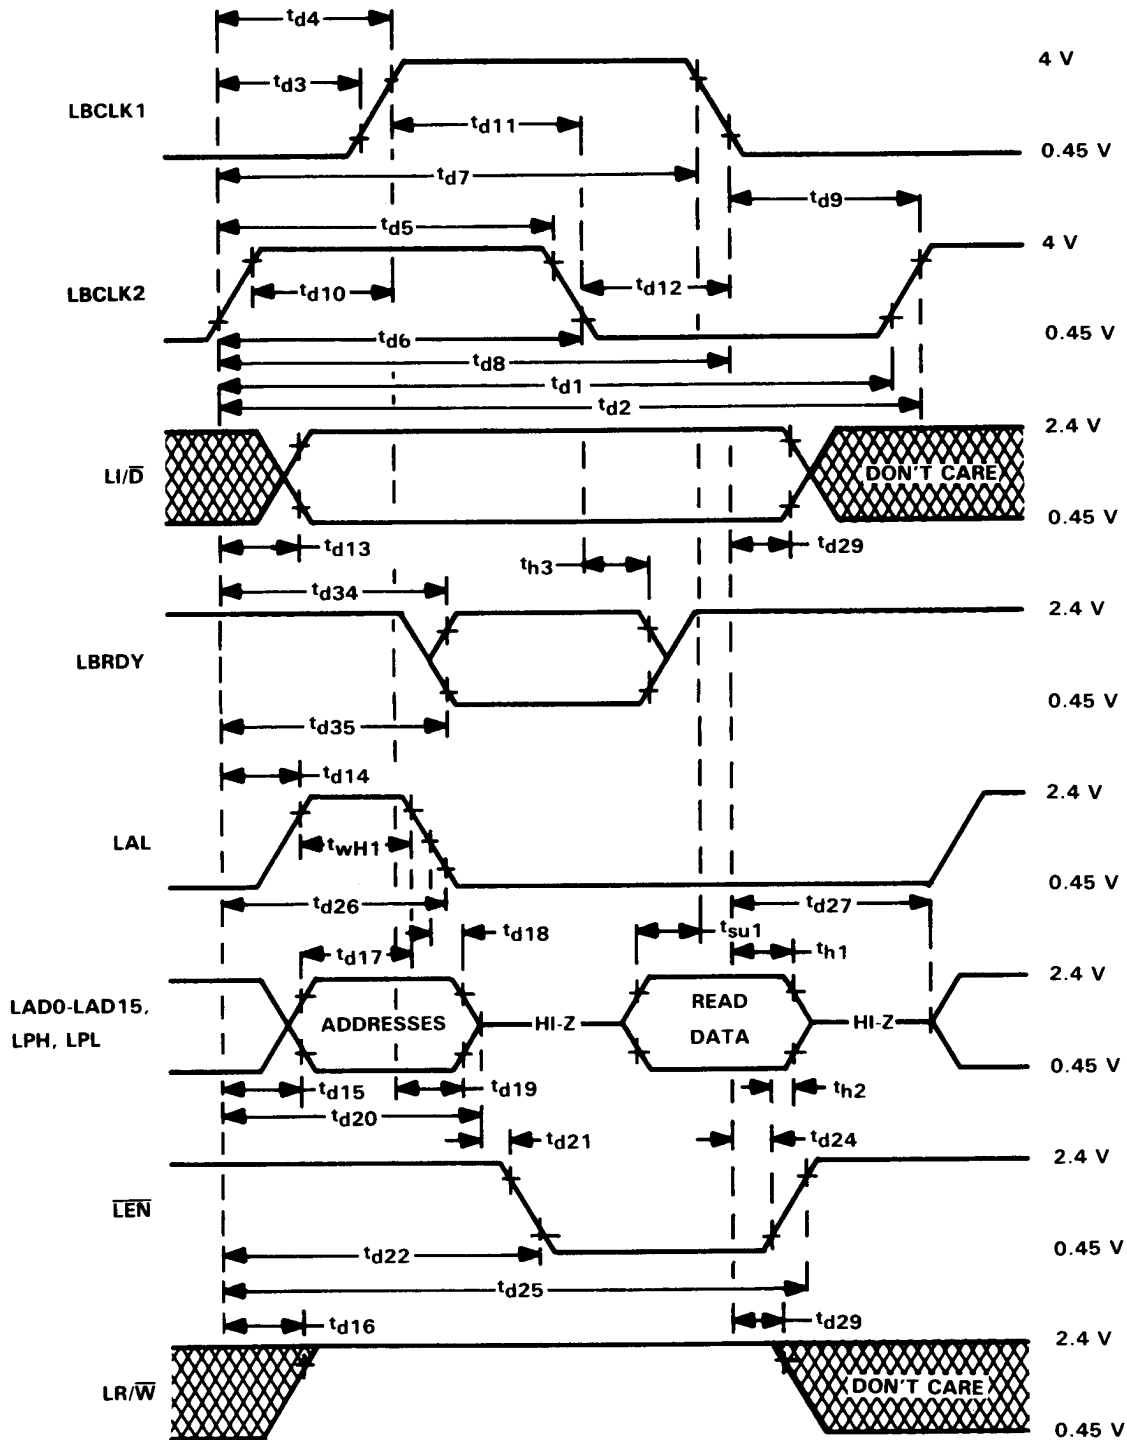 td4
4 V
td3
LBCLK1
td11
0.45 V
td7
td9
td5
4 V
LBCLK2
td10
td12
0.45 V
td6
td8
td1
td2
2.4 V
LI/D̅
DON'T CARE
0.45 V
td13
td29
th3
td34
2.4 V
LBRDY
0.45 V
td35
td14
2.4 V
LAL
twH1
0.45 V
td26
td27
td18
tsu1
td17
th1
2.4 V
LAD0-LAD15,
LPH, LPL
ADDRESSES
HI-Z
READ
DATA
HI-Z
0.45 V
td15
td19
th2
td20
td21
td24
2.4 V
L̅E̅N̅
0.45 V
td22
td25
td16
td29
2.4 V
LR/W̅
DON'T CARE
0.45 V